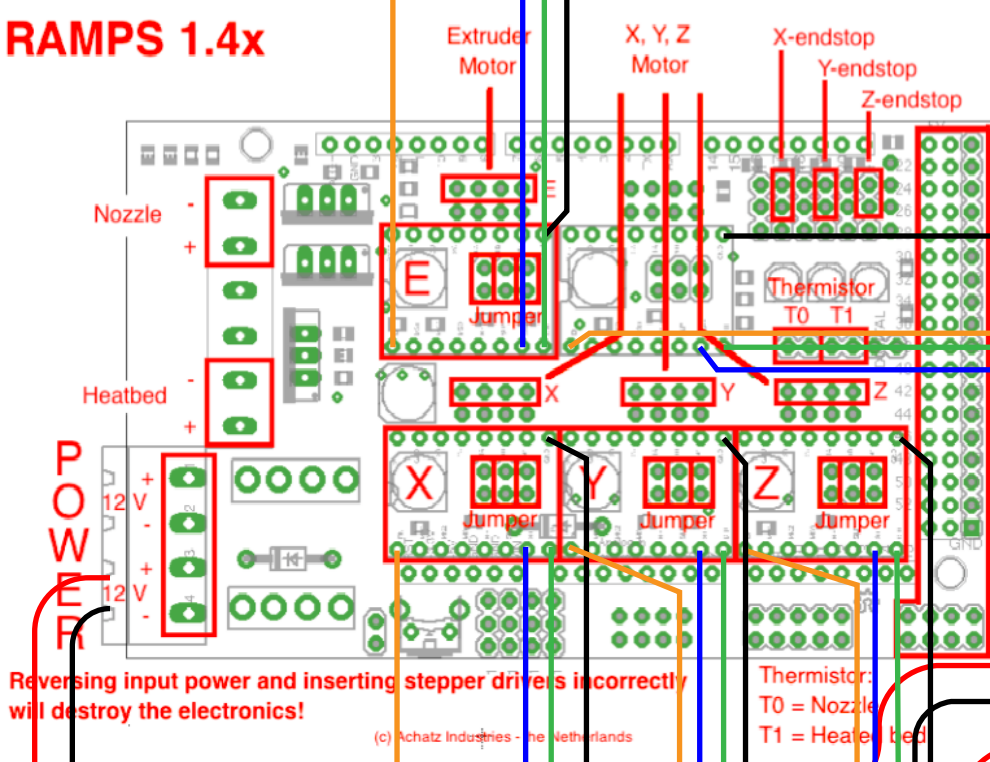 RAMPS 1.4x
Extruder
Motor
X, Y, Z
Motor
X-endstop
Y-endstop
Z-endstop
Nozzle
-
+
E
E
Jumper
Thermistor
T0 T1
Heatbed
-
+
X
Y
Z
POWER
12 V
+
-
12 V
+
-
X
Jumper
Y
Jumper
Z
Jumper
GND
Reversing input power and inserting stepper drivers incorrectly
will destroy the electronics!
(c) Achatz Industries - the Netherlands
Thermistor:
T0 = Nozzle
T1 = Heated bed